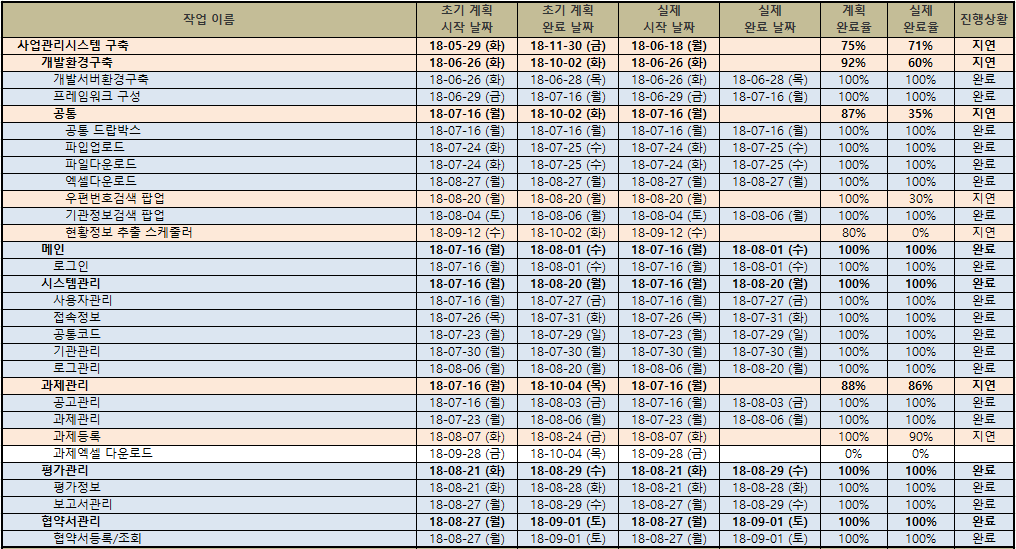 작업 이름 초기 계획 시작 날짜 초기 계획 완료 날짜 실제 시작 날짜 실제 완료 날짜 계획 완료율 실제 완료율 진행상황
사업관리시스템 구축 18-05-29 (화) 18-11-30 (금) 18-06-18 (월) 75% 71% 지연
개발환경구축 18-06-26 (화) 18-10-02 (화) 18-06-26 (화) 92% 60% 지연
개발서버환경구축 18-06-26 (화) 18-06-28 (목) 18-06-26 (화) 18-06-28 (목) 100% 100% 완료
프레임워크 구성 18-06-29 (금) 18-07-16 (월) 18-06-29 (금) 18-07-16 (월) 100% 100% 완료
공통 18-07-16 (월) 18-10-02 (화) 18-07-16 (월) 87% 35% 지연
공통 드랍박스 18-07-16 (월) 18-07-16 (월) 18-07-16 (월) 18-07-16 (월) 100% 100% 완료
파입업로드 18-07-24 (화) 18-07-25 (수) 18-07-24 (화) 18-07-25 (수) 100% 100% 완료
파일다운로드 18-07-24 (화) 18-07-25 (수) 18-07-24 (화) 18-07-25 (수) 100% 100% 완료
엑셀다운로드 18-08-27 (월) 18-08-27 (월) 18-08-27 (월) 18-08-27 (월) 100% 100% 완료
우편번호검색 팝업 18-08-20 (월) 18-08-20 (월) 18-08-20 (월) 100% 30% 지연
기관정보검색 팝업 18-08-04 (토) 18-08-06 (월) 18-08-04 (토) 18-08-06 (월) 100% 100% 완료
현황정보 추출 스케줄러 18-09-12 (수) 18-10-02 (화) 18-09-12 (수) 80% 0% 지연
메인 18-07-16 (월) 18-08-01 (수) 18-07-16 (월) 18-08-01 (수) 100% 100% 완료
로그인 18-07-16 (월) 18-08-01 (수) 18-07-16 (월) 18-08-01 (수) 100% 100% 완료
시스템관리 18-07-16 (월) 18-08-20 (월) 18-07-16 (월) 18-08-20 (월) 100% 100% 완료
사용자관리 18-07-16 (월) 18-07-27 (금) 18-07-16 (월) 18-07-27 (금) 100% 100% 완료
접속정보 18-07-26 (목) 18-07-31 (화) 18-07-26 (목) 18-07-31 (화) 100% 100% 완료
공통코드 18-07-23 (월) 18-07-29 (일) 18-07-23 (월) 18-07-29 (일) 100% 100% 완료
기관관리 18-07-30 (월) 18-07-30 (월) 18-07-30 (월) 18-07-30 (월) 100% 100% 완료
로그관리 18-08-06 (월) 18-08-20 (월) 18-08-06 (월) 18-08-20 (월) 100% 100% 완료
과제관리 18-07-16 (월) 18-10-04 (목) 18-07-16 (월) 88% 86% 지연
공고관리 18-07-16 (월) 18-08-03 (금) 18-07-16 (월) 18-08-03 (금) 100% 100% 완료
과제관리 18-07-23 (월) 18-08-06 (월) 18-07-23 (월) 18-08-06 (월) 100% 100% 완료
과제등록 18-08-07 (화) 18-08-24 (금) 18-08-07 (화) 100% 90% 지연
과제엑셀 다운로드 18-09-28 (금) 18-10-04 (목) 18-09-28 (금) 0% 0%
평가관리 18-08-21 (화) 18-08-29 (수) 18-08-21 (화) 18-08-29 (수) 100% 100% 완료
평가정보 18-08-21 (화) 18-08-28 (화) 18-08-21 (화) 18-08-28 (화) 100% 100% 완료
보고서관리 18-08-27 (월) 18-08-29 (수) 18-08-27 (월) 18-08-29 (수) 100% 100% 완료
협약서관리 18-08-27 (월) 18-09-01 (토) 18-08-27 (월) 18-09-01 (토) 100% 100% 완료
협약서등록/조회 18-08-27 (월) 18-09-01 (토) 18-08-27 (월) 18-09-01 (토) 100% 100% 완료